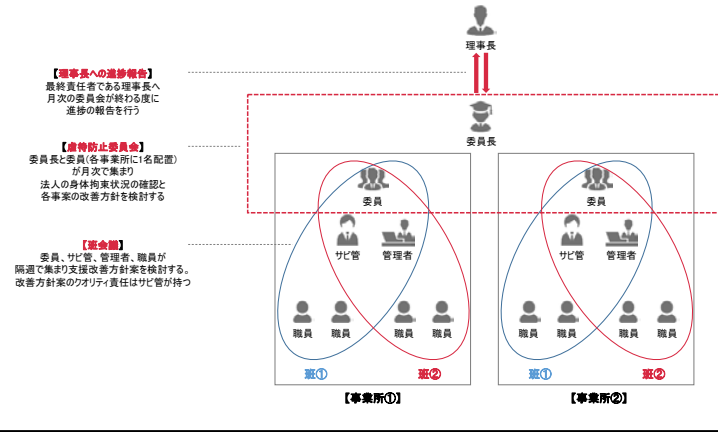 理事長
【理事長への進捗報告】
最終責任者である理事長へ
月次の委員会が終わる度に
進捗の報告を行う
委員長
【虐待防止委員会】
委員長と委員(各事業所に1名配置)
が月次で集まり
法人の身体拘束状況の確認と
各事案の改善方針を検討する
委員
サビ管
管理者
職員
職員
職員
職員
班①
班②
【事業所①】
委員
サビ管
管理者
職員
職員
職員
職員
班①
班②
【事業所②】
【班会議】
委員、サビ管、管理者、職員が
隔週で集まり支援改善方針案を検討する。
改善方針案のクオリティ責任はサビ管が持つ